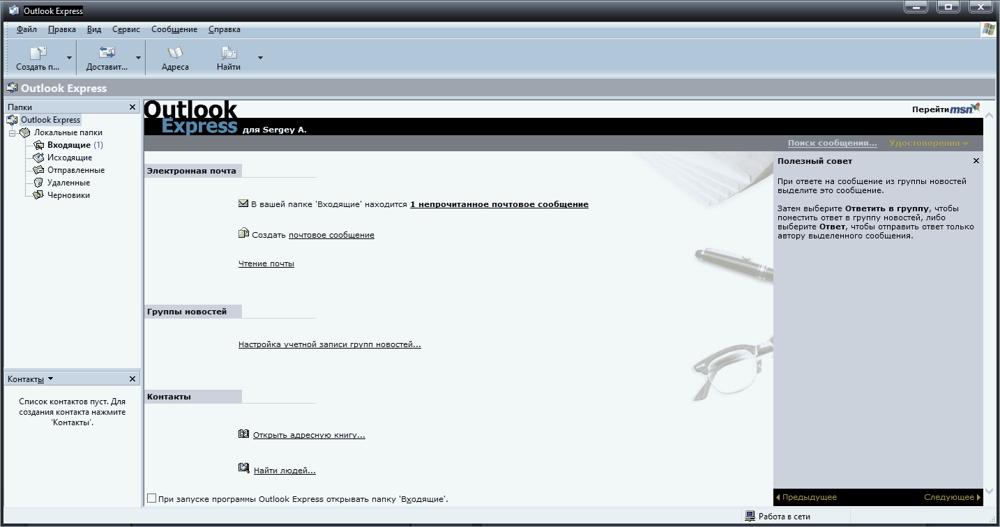 Outlook Express
Файл Правка Вид Сервис Сообщение Справка
Создать п... Доставит... Адреса Найти
Outlook Express
Папки
Outlook Express
Локальные папки
Входящие (1)
Исходящие
Отправленные
Удаленные
Черновики
Контакты
Список контактов пуст. Для
создания контакта нажмите
'Контакты'.
Outlook
Express для Sergey A.
Перейти msn
Поиск сообщения... Удостоверения
Электронная почта
В вашей папке 'Входящие' находится 1 непрочитанное почтовое сообщение
Создать почтовое сообщение
Чтение почты
Группы новостей
Настройка учетной записи групп новостей...
Контакты
Открыть адресную книгу...
Найти людей...
При запуске программы Outlook Express открывать папку 'Входящие'.
Полезный совет
При ответе на сообщение из группы новостей
выделите это сообщение.
Затем выберите Ответить в группу, чтобы
поместить ответ в группу новостей, либо
выберите Ответ, чтобы отправить ответ только
автору выделенного сообщения.
Предыдущее Следующее
Работа в сети